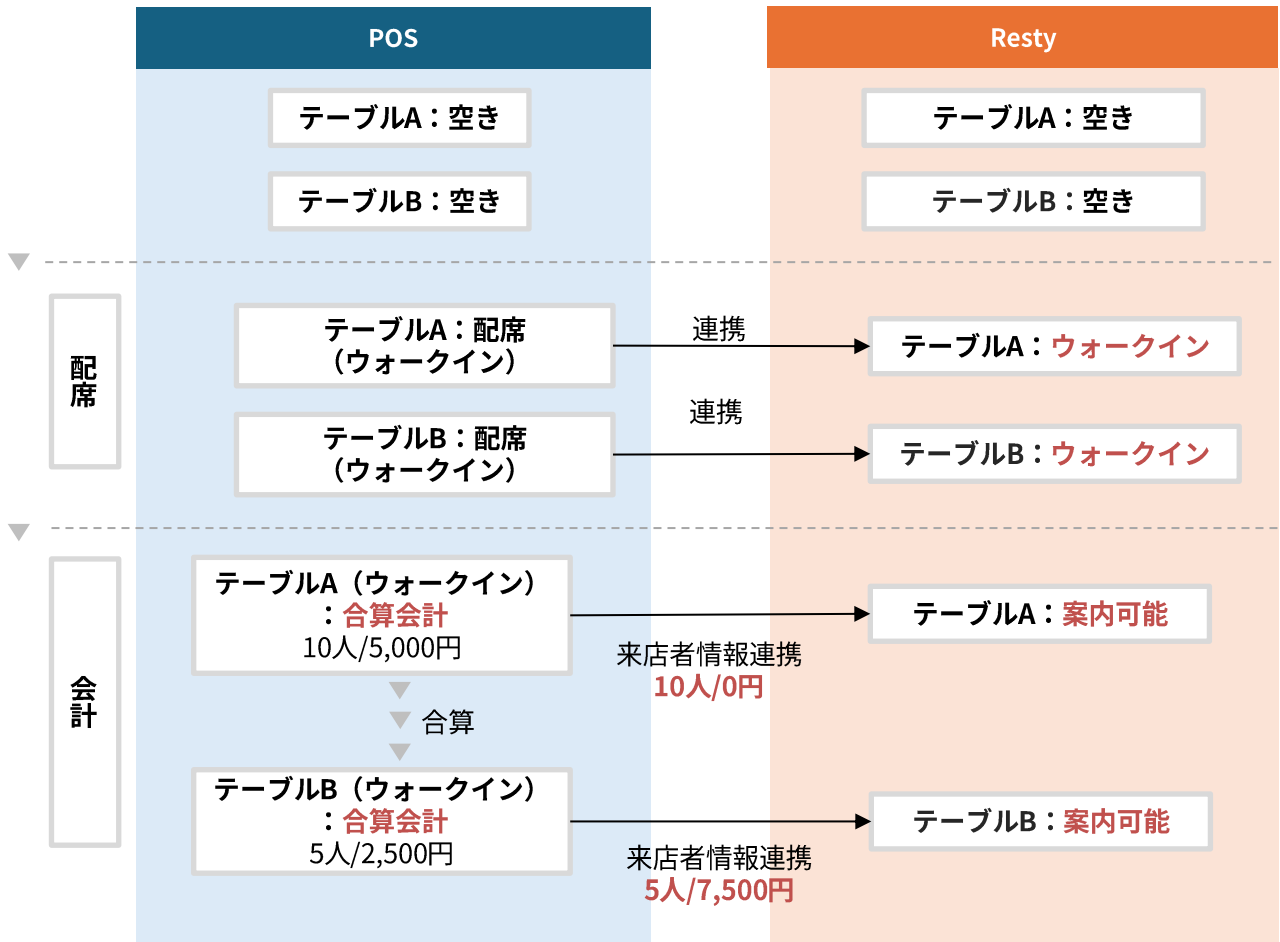 POS
Resty
テーブルA：空き
テーブルA：空き
テーブルB：空き
テーブルB：空き
配席
テーブルA：配席
（ウォークイン）
連携
テーブルA：ウォークイン
テーブルB：配席
（ウォークイン）
連携
テーブルB：ウォークイン
会計
テーブルA（ウォークイン）
：合算会計
10人/5,000円
来店者情報連携
10人/0円
テーブルA：案内可能
合算
テーブルB（ウォークイン）
：合算会計
5人/2,500円
来店者情報連携
5人/7,500円
テーブルB：案内可能